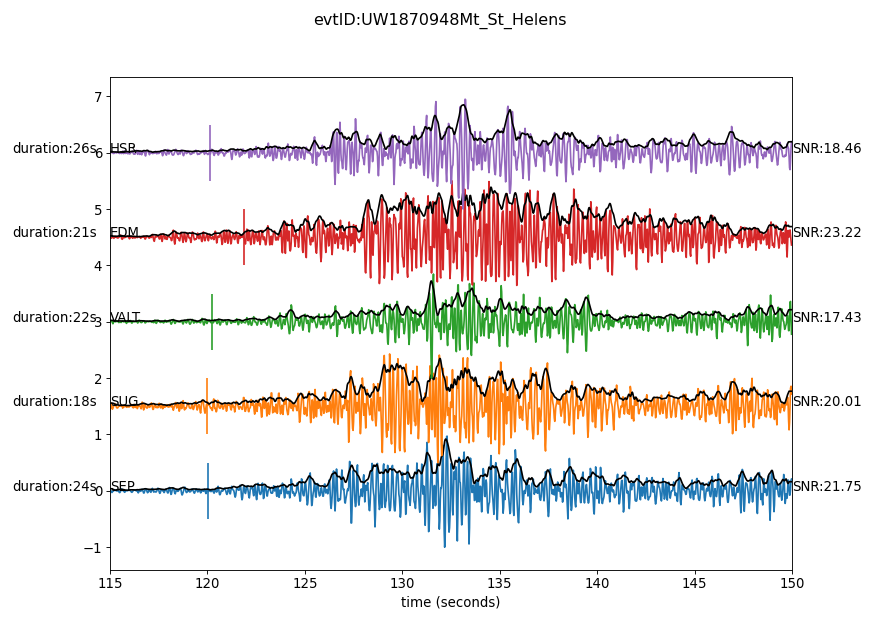 evtID:UW1870948Mt_St_Helens
7
duration:26s HSR SNR:18.46
6
5
duration:21s EDM SNR:23.22
4
duration:22s VALT SNR:17.43
3
2
duration:18s SUG SNR:20.01
1
duration:24s SEP SNR:21.75
0
−1
115 120 125 130 135 140 145 150
time (seconds)